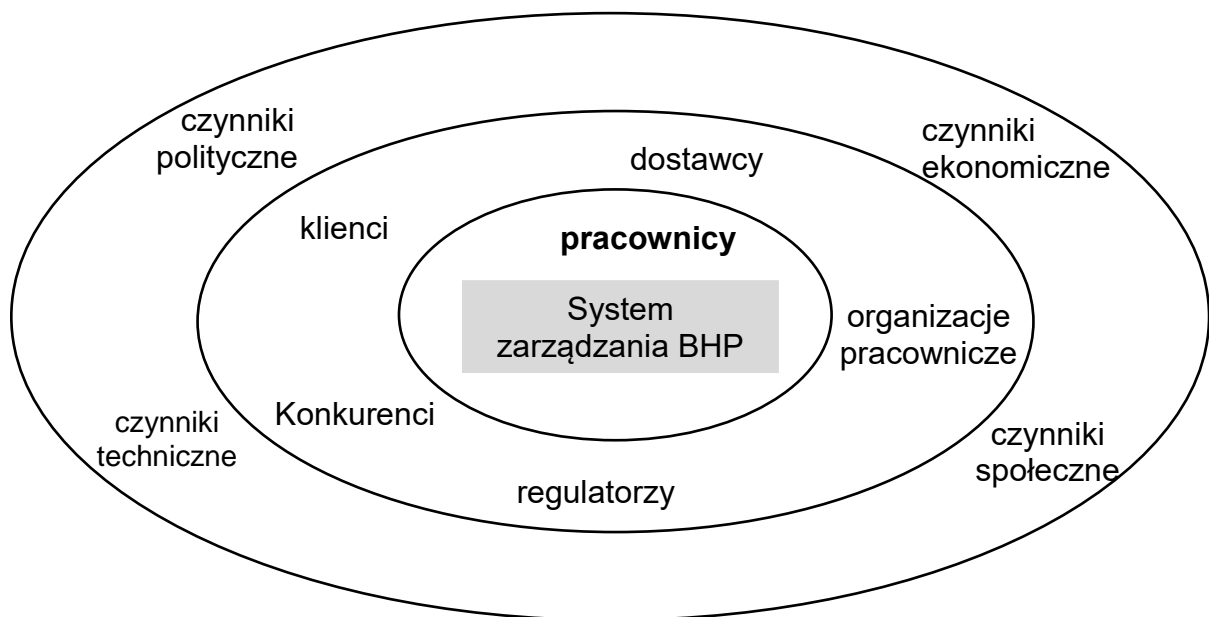 czynniki
polityczne
czynniki
ekonomiczne
dostawcy
klienci
pracownicy
System
zarządzania BHP
organizacje
pracownicze
Konkurenci
czynniki
techniczne
czynniki
społeczne
regulatorzy